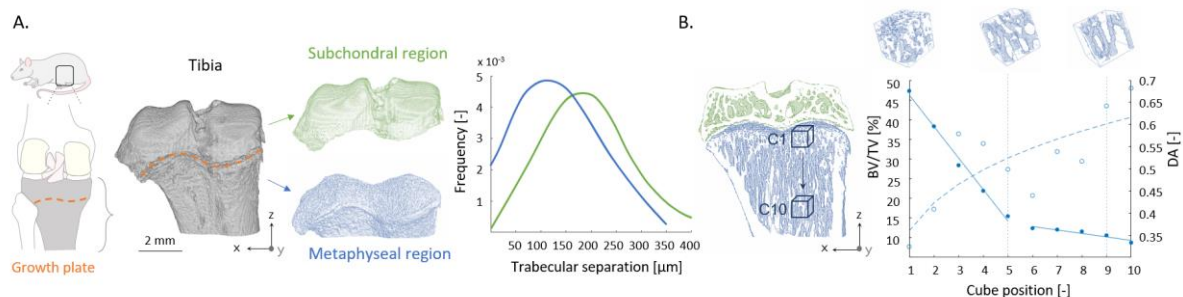 A.
Tibia
Growth plate
2 mm
z
x
y
Subchondral region
Metaphyseal region
x 10⁻³
5
4
3
2
1
Frequency [-]
50 100 150 200 250 300 350 400
Trabecular separation [µm]
B.
C1
C10
z
x
y
50
45
40
35
30
25
20
15
10
BV/TV [%]
0.7
0.65
0.6
0.55
0.5
0.45
0.4
0.35
DA [-]
1 2 3 4 5 6 7 8 9 10
Cube position [-]